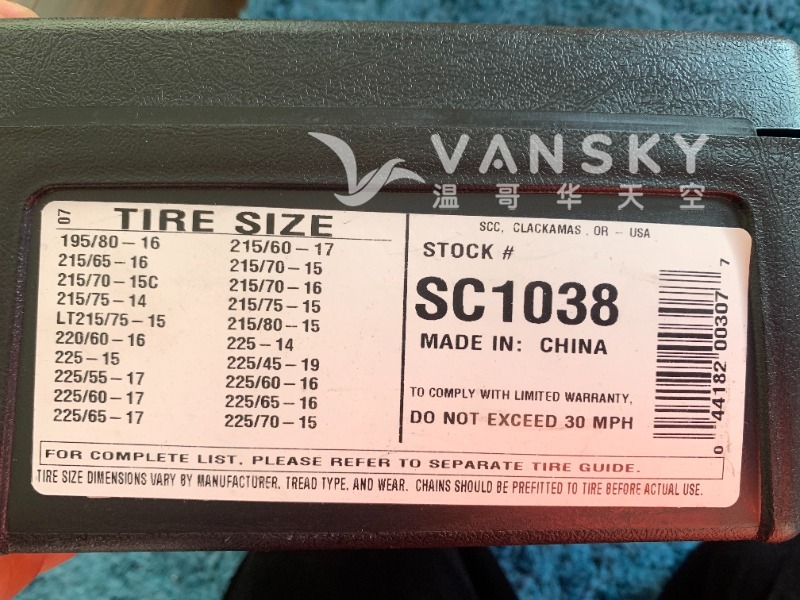 VANSKY
温哥华天空
07
TIRE SIZE
195/80-16
215/65-16
215/70-15C
215/75-14
LT215/75-15
220/60-16
225-15
225/55-17
225/60-17
225/65-17
215/60-17
215/70-15
215/70-16
215/75-15
215/80-15
225-14
225/45-19
225/60-16
225/65-16
225/70-15
SCC, CLACKAMAS, OR - USA
STOCK #
SC1038
MADE IN: CHINA
TO COMPLY WITH LIMITED WARRANTY,
DO NOT EXCEED 30 MPH
0 44182 00307 7
FOR COMPLETE LIST, PLEASE REFER TO SEPARATE TIRE GUIDE.
TIRE SIZE DIMENSIONS VARY BY MANUFACTURER, TREAD TYPE, AND WEAR. CHAINS SHOULD BE PREFITTED TO TIRE BEFORE ACTUAL USE.